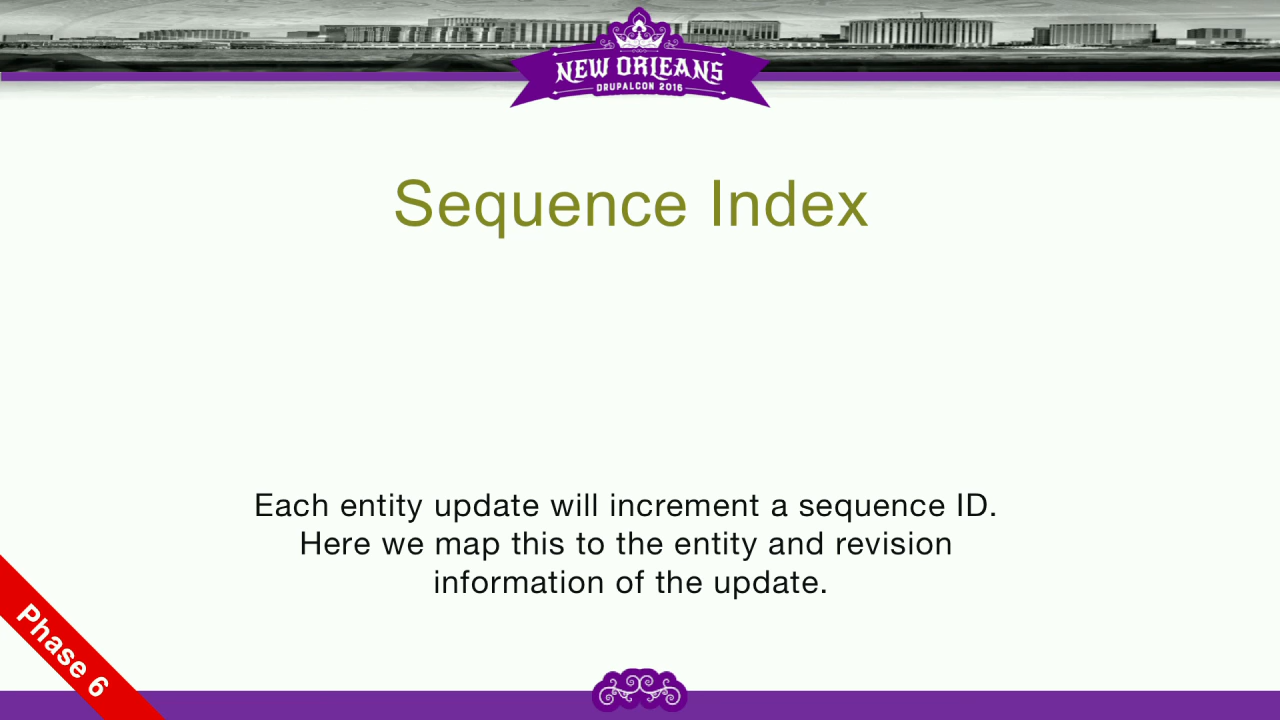 NEW ORLEANS
DRUPALCON 2016
Sequence Index
Each entity update will increment a sequence ID.
Here we map this to the entity and revision
information of the update.
Phase 6